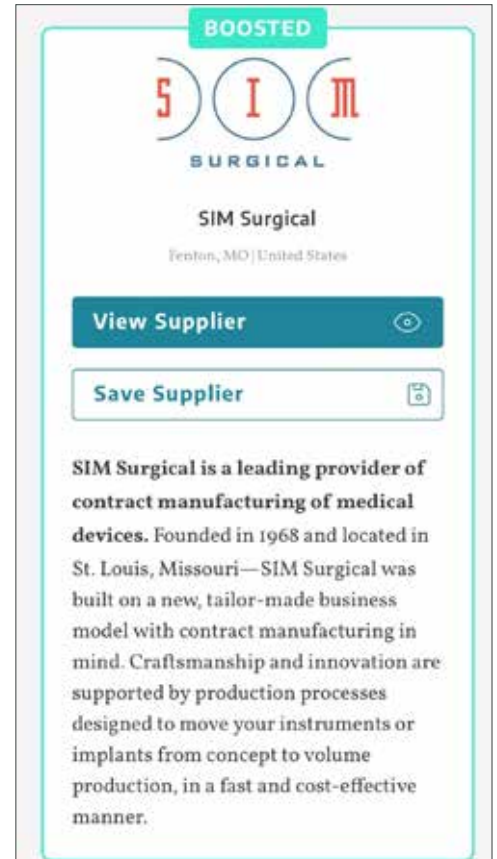 BOOSTED
SIM
SURGICAL
SIM Surgical
Fenton, MO | United States
View Supplier
Save Supplier
SIM Surgical is a leading provider of
contract manufacturing of medical
devices. Founded in 1968 and located in
St. Louis, Missouri—SIM Surgical was
built on a new, tailor-made business
model with contract manufacturing in
mind. Craftsmanship and innovation are
supported by production processes
designed to move your instruments or
implants from concept to volume
production, in a fast and cost-effective
manner.